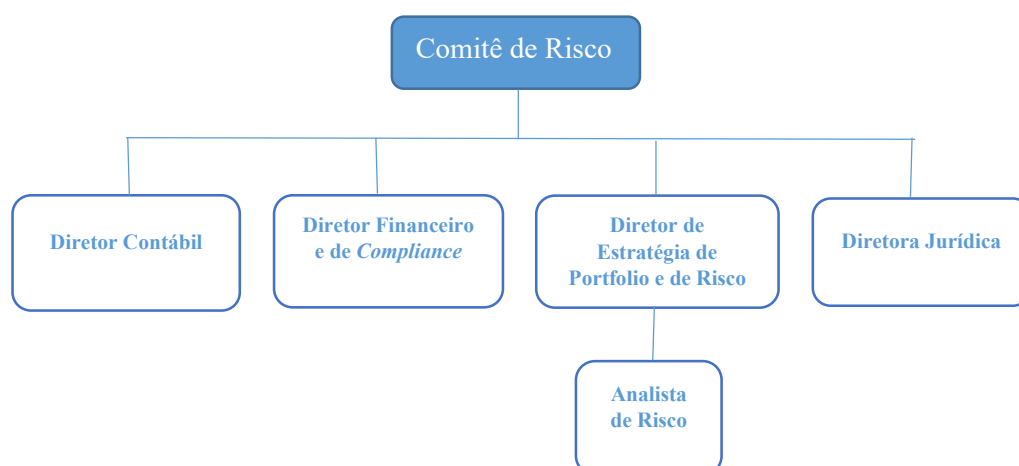 Comitê de Risco
Diretor Contábil
Diretor Financeiro
e de Compliance
Diretor de
Estratégia de
Portfolio e de Risco
Diretora Jurídica
Analista
de Risco